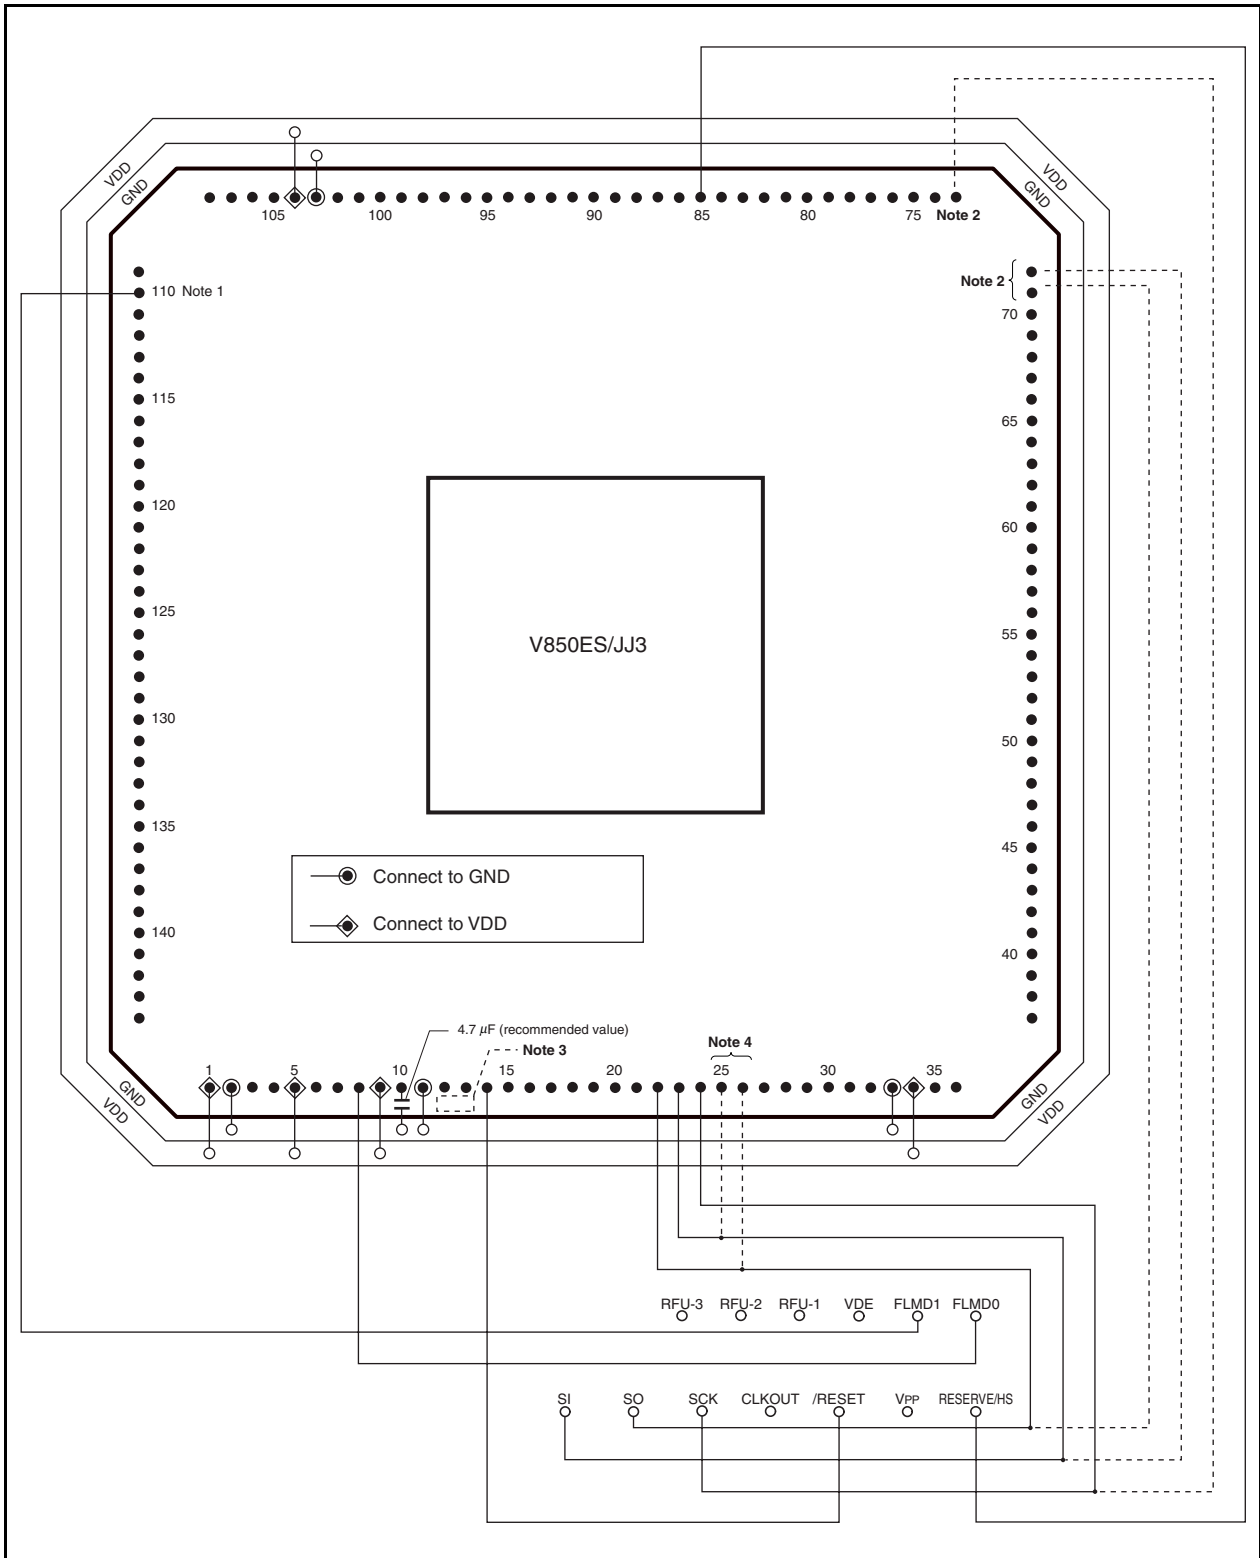 VDD
GND
VDD
GND
105
100
95
90
85
80
75
Note 2
110 Note 1
Note 2
70
115
65
120
60
125
55
V850ES/JJ3
130
50
135
45
Connect to GND
Connect to VDD
140
40
4.7 µF (recommended value)
Note 3
Note 4
1
5
10
15
20
25
30
35
GND
VDD
GND
VDD
RFU-3 RFU-2 RFU-1 VDE FLMD1 FLMD0
SI SO SCK CLKOUT /RESET VPP RESERVE/HS